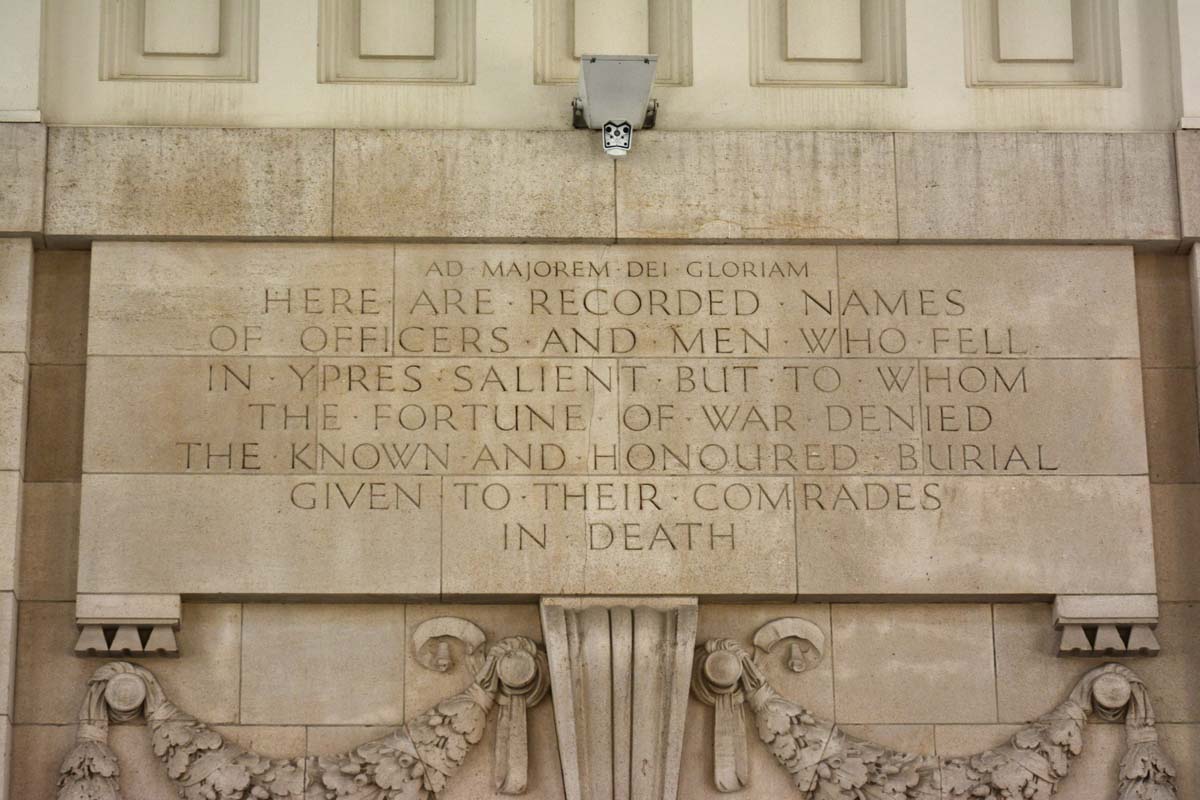 AD · MAJOREM · DEI · GLORIAM
HERE · ARE · RECORDED · NAMES
OF · OFFICERS · AND · MEN · WHO · FELL ·
IN · YPRES · SALIENT · BUT · TO · WHOM
THE · FORTUNE · OF · WAR · DENIED
THE · KNOWN · AND · HONOURED · BURIAL
GIVEN · TO · THEIR · COMRADES
IN · DEATH